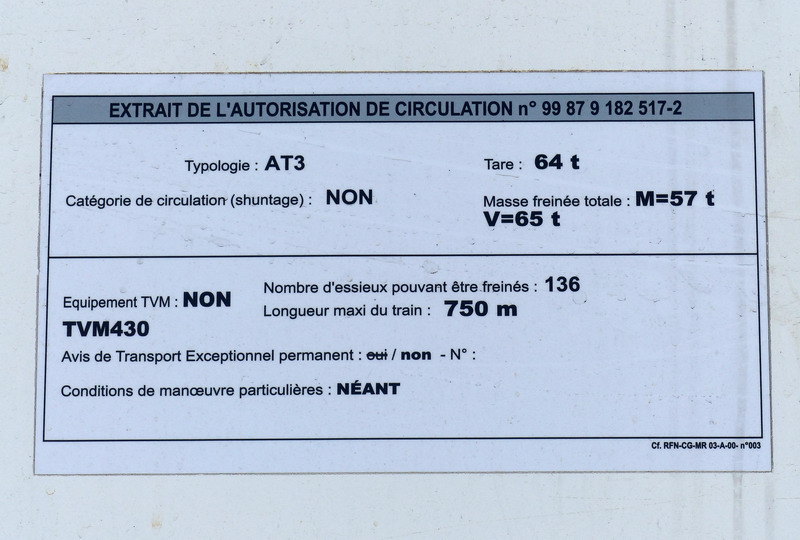 EXTRAIT DE L'AUTORISATION DE CIRCULATION n° 99 87 9 182 517-2
Typologie : AT3
Tare : 64 t
Catégorie de circulation (shuntage) : NON
Masse freinée totale : M=57 t
V=65 t
Nombre d'essieux pouvant être freinés : 136
Equipement TVM : NON
Longueur maxi du train : 750 m
TVM430
Avis de Transport Exceptionnel permanent : oui / non - N° :
Conditions de manœuvre particulières : NÉANT
Cf. RFN-CG-MR 03-A-00- n°003